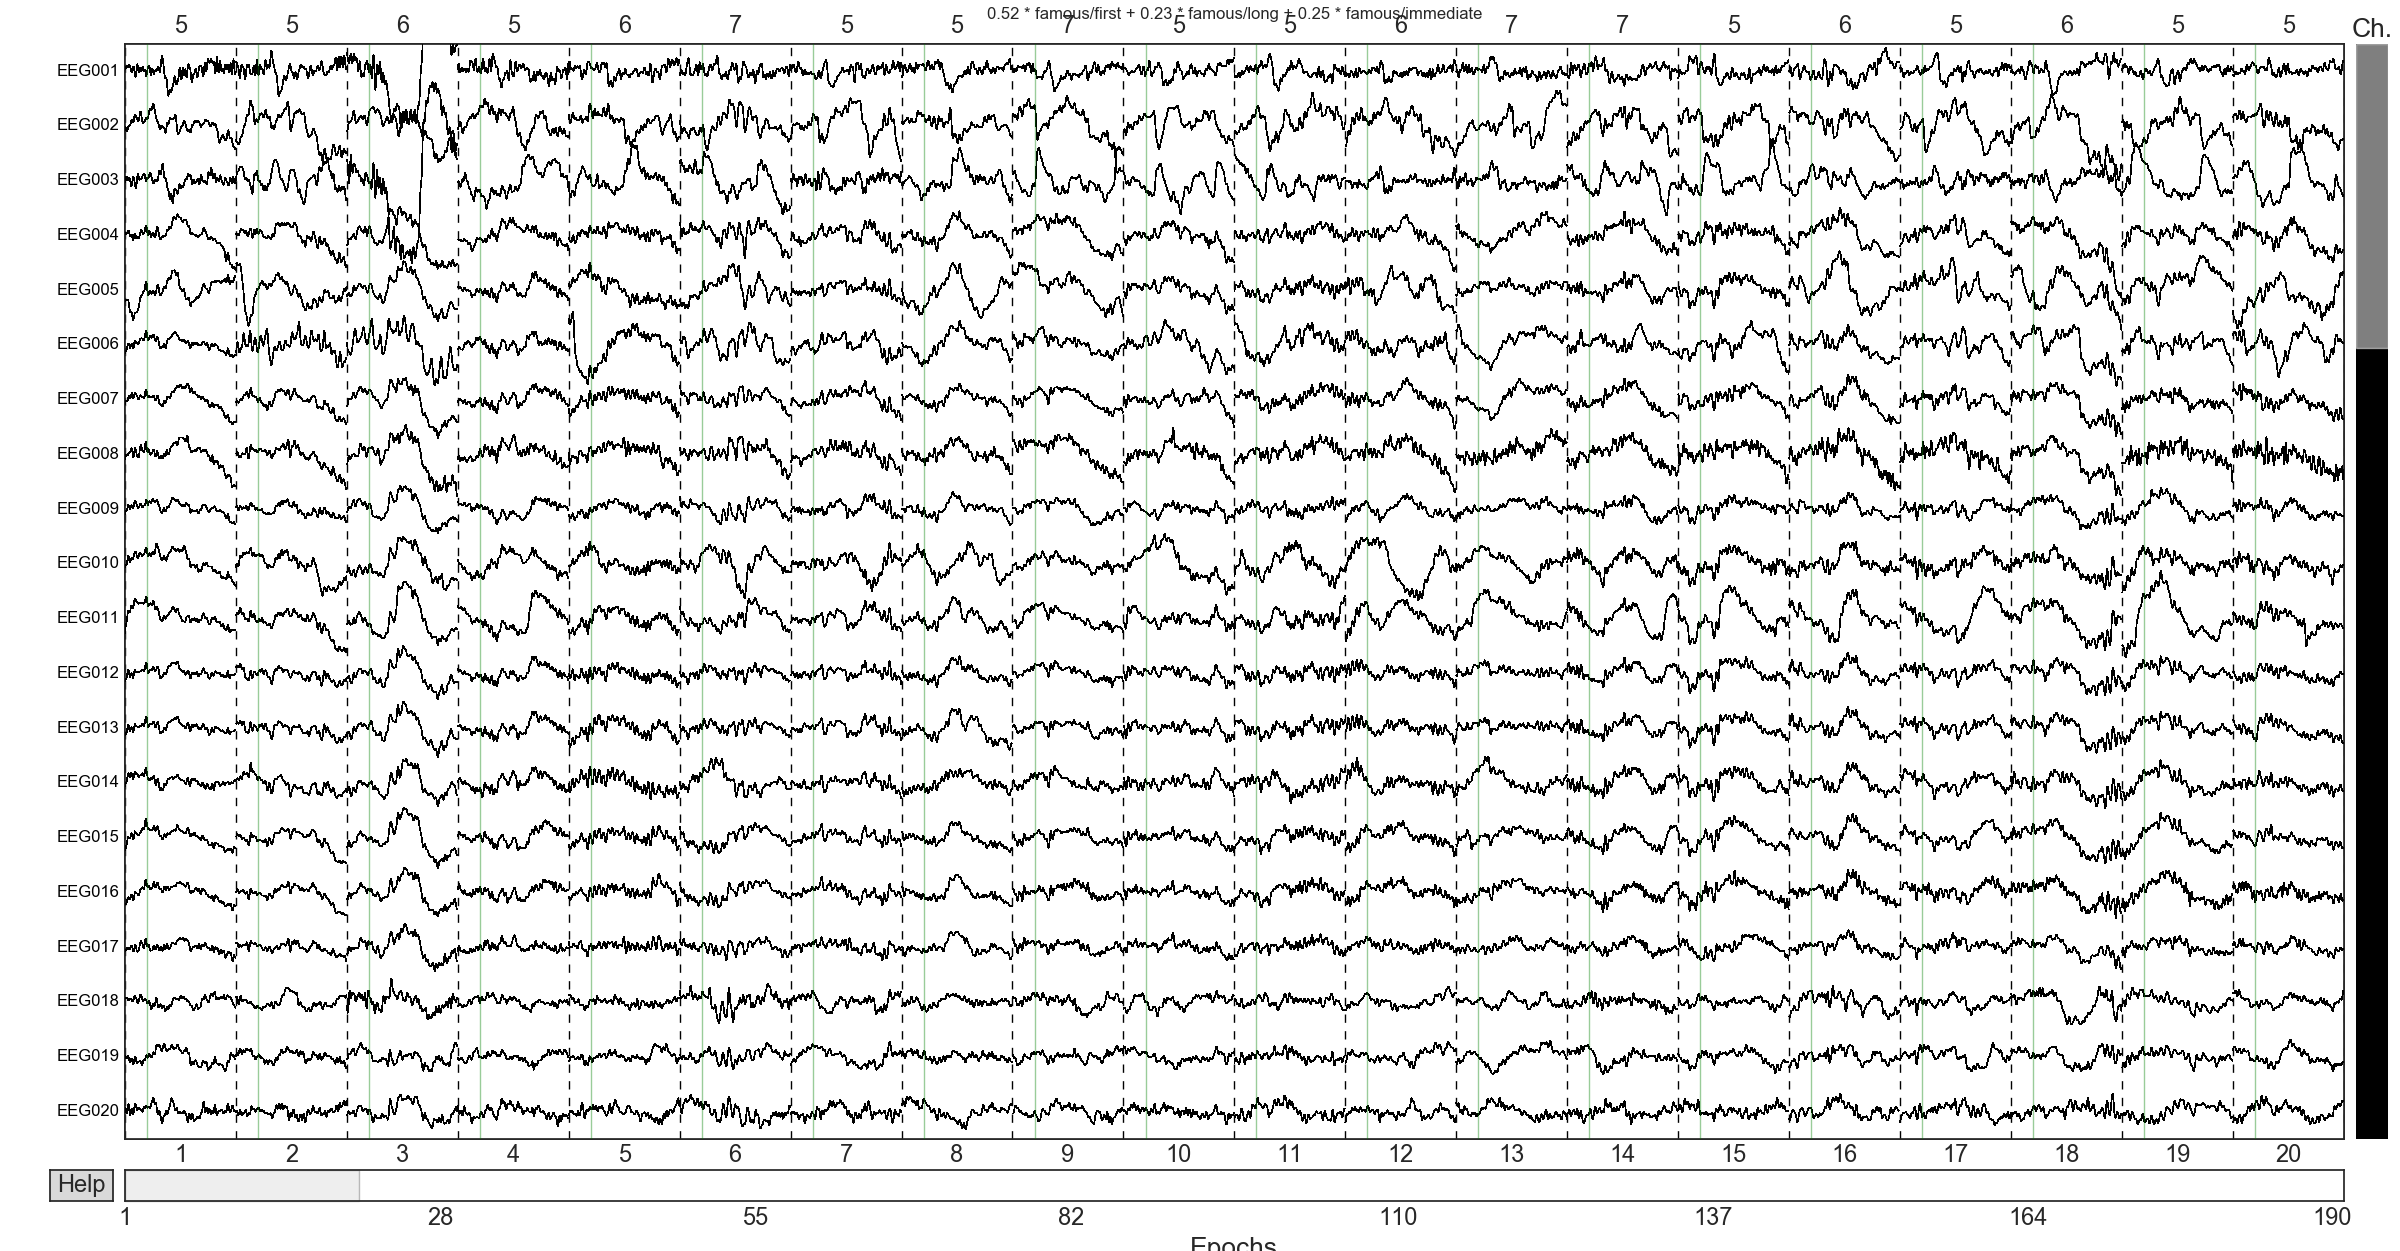 0.52 * famous/first + 0.23 * famous/long + 0.25 * famous/immediate
5 5 6 5 6 7 5 5 7 5 5 6 7 7 5 6 5 6 5 5 Ch.
EEG001
EEG002
EEG003
EEG004
EEG005
EEG006
EEG007
EEG008
EEG009
EEG010
EEG011
EEG012
EEG013
EEG014
EEG015
EEG016
EEG017
EEG018
EEG019
EEG020
1 2 3 4 5 6 7 8 9 10 11 12 13 14 15 16 17 18 19 20
Help
1 28 55 82 110 137 164 190
Epochs